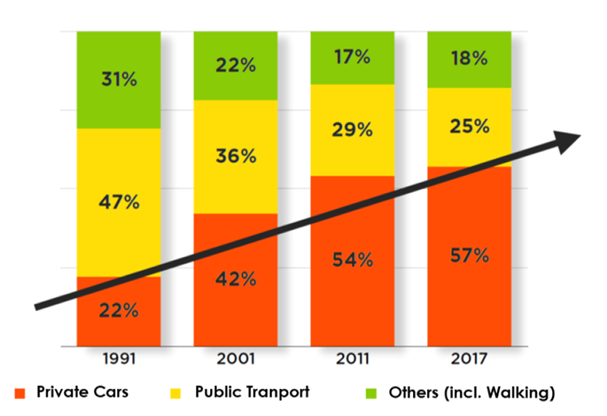 31% 22% 17% 18%
47% 36% 29% 25%
22% 42% 54% 57%
1991 2001 2011 2017
Private Cars Public Tranport Others (incl. Walking)